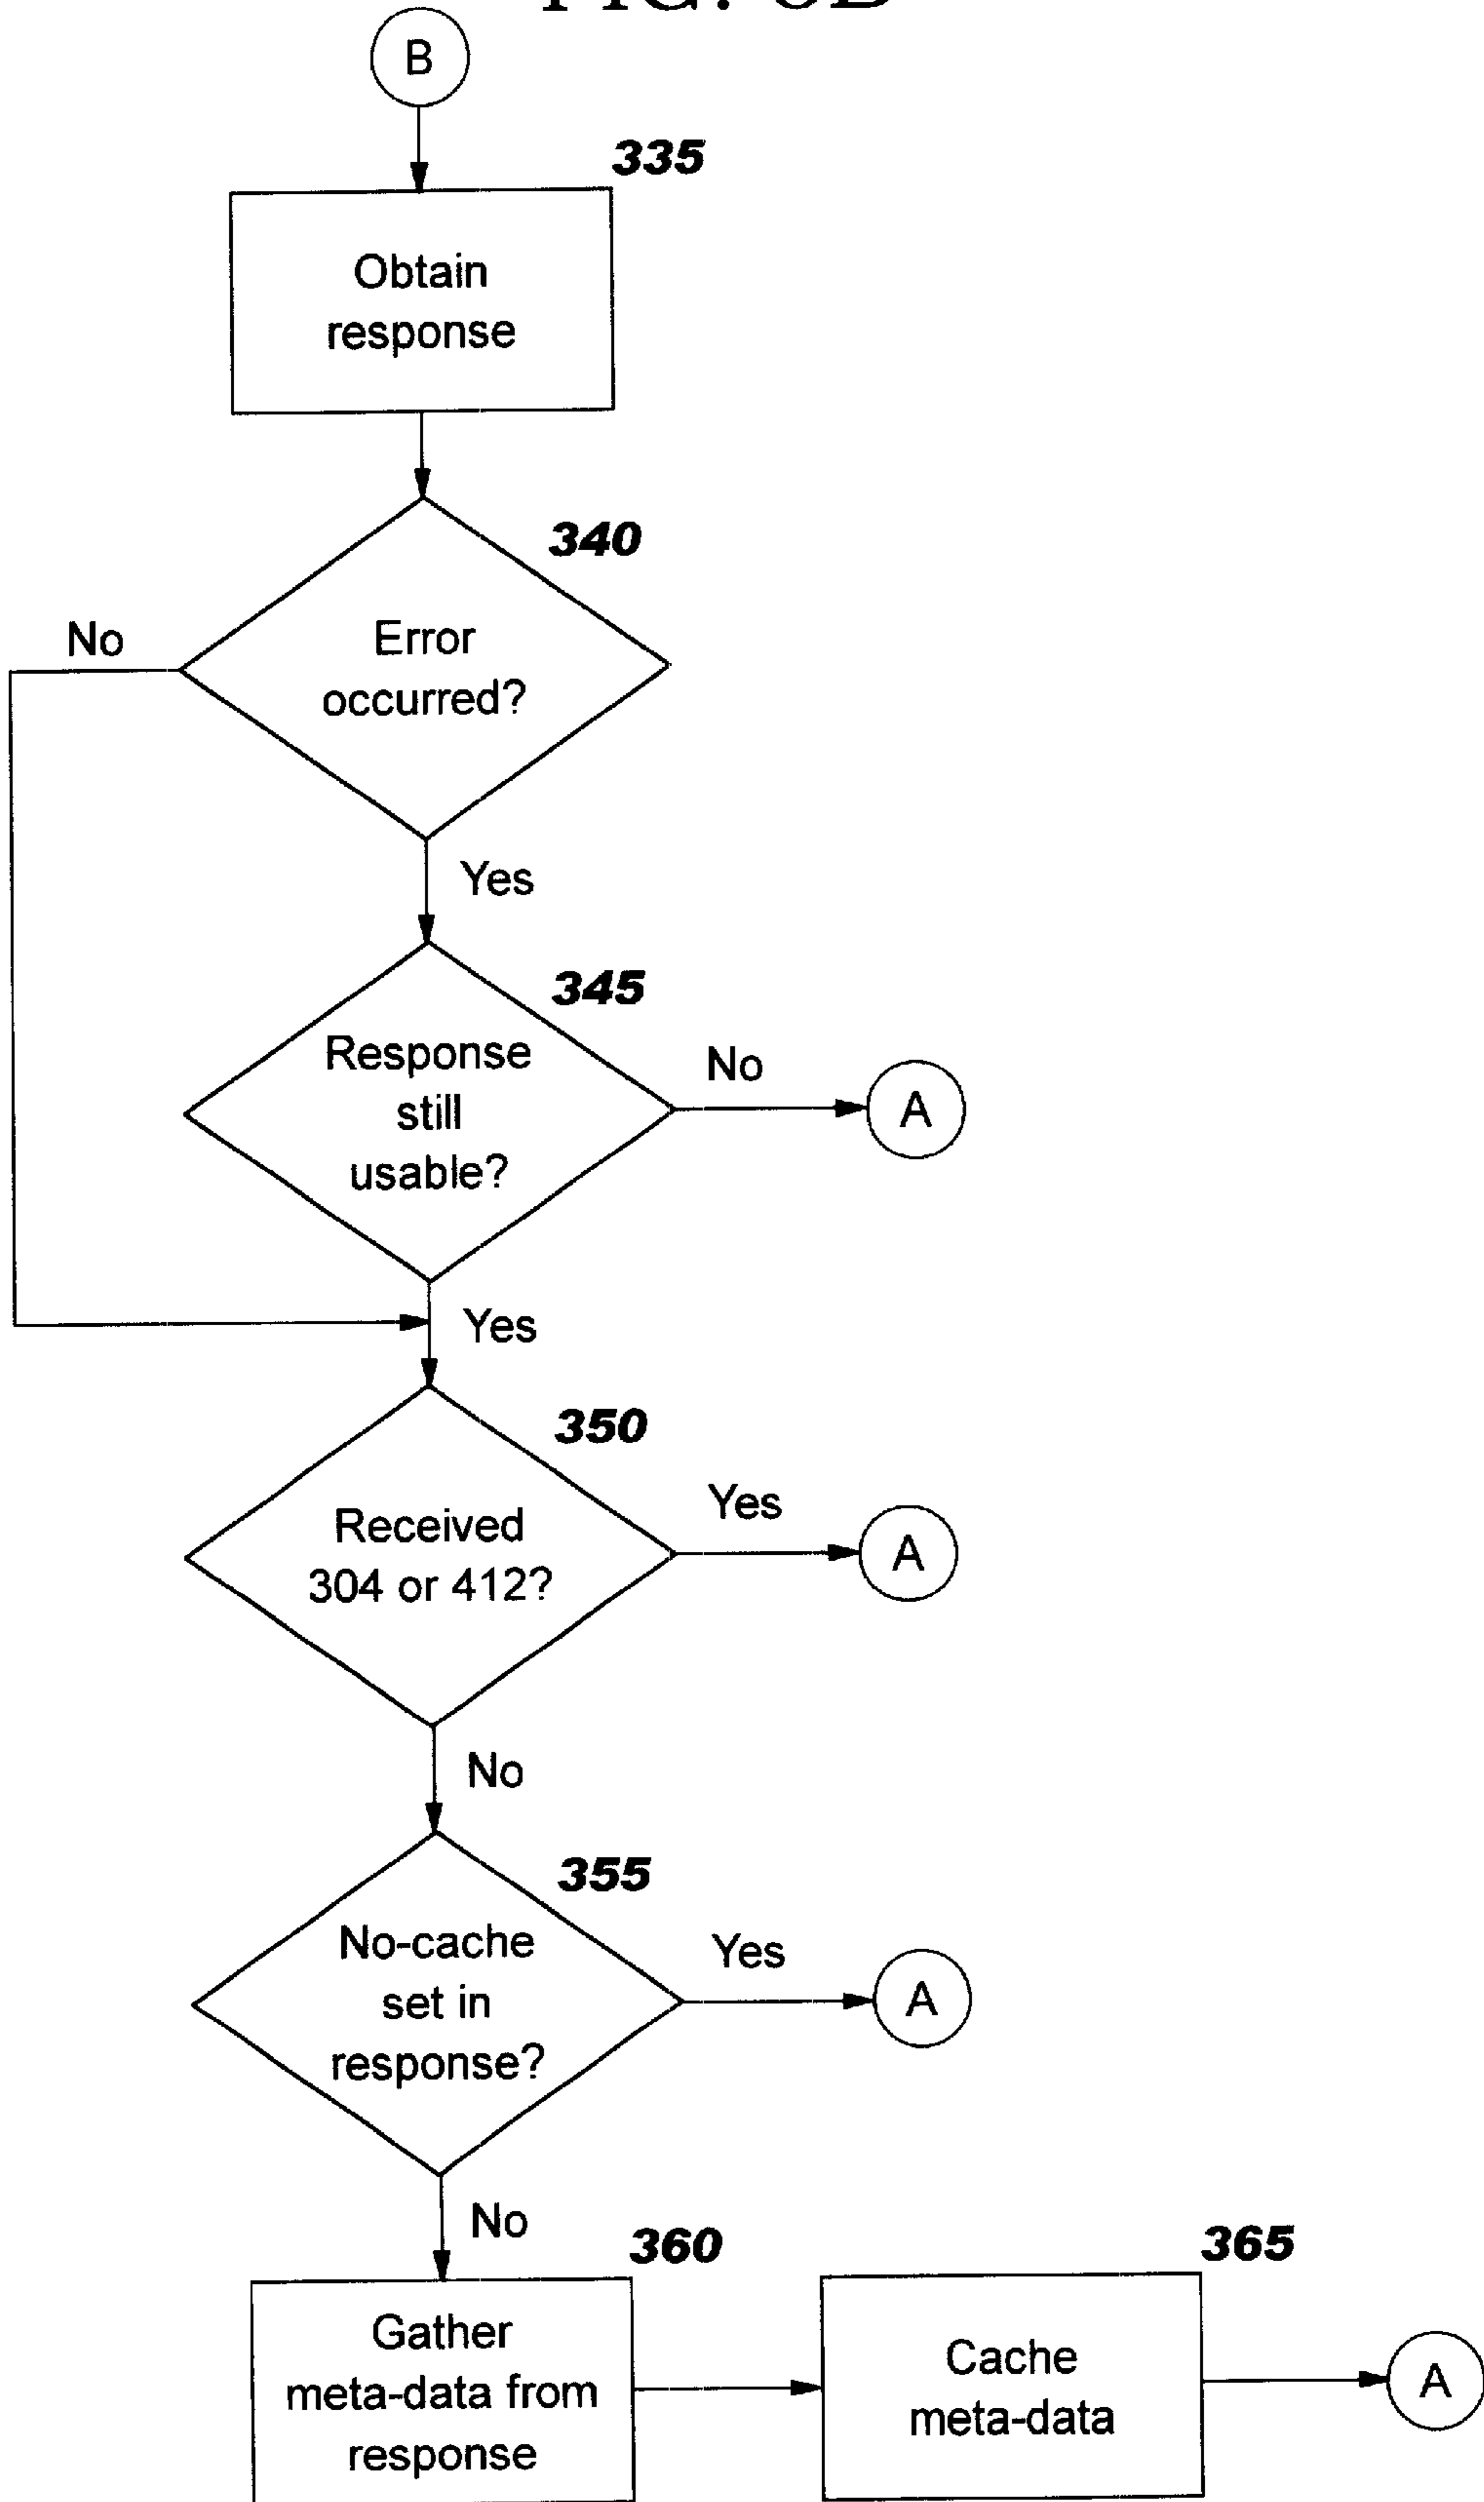 B
335
Obtain
response
340
No
Error
occurred?
Yes
345
Response
still
usable?
No
A
Yes
350
Received
304 or 412?
Yes
A
No
355
No-cache
set in
response?
Yes
A
No
360
Gather
meta-data from
response
365
Cache
meta-data
A